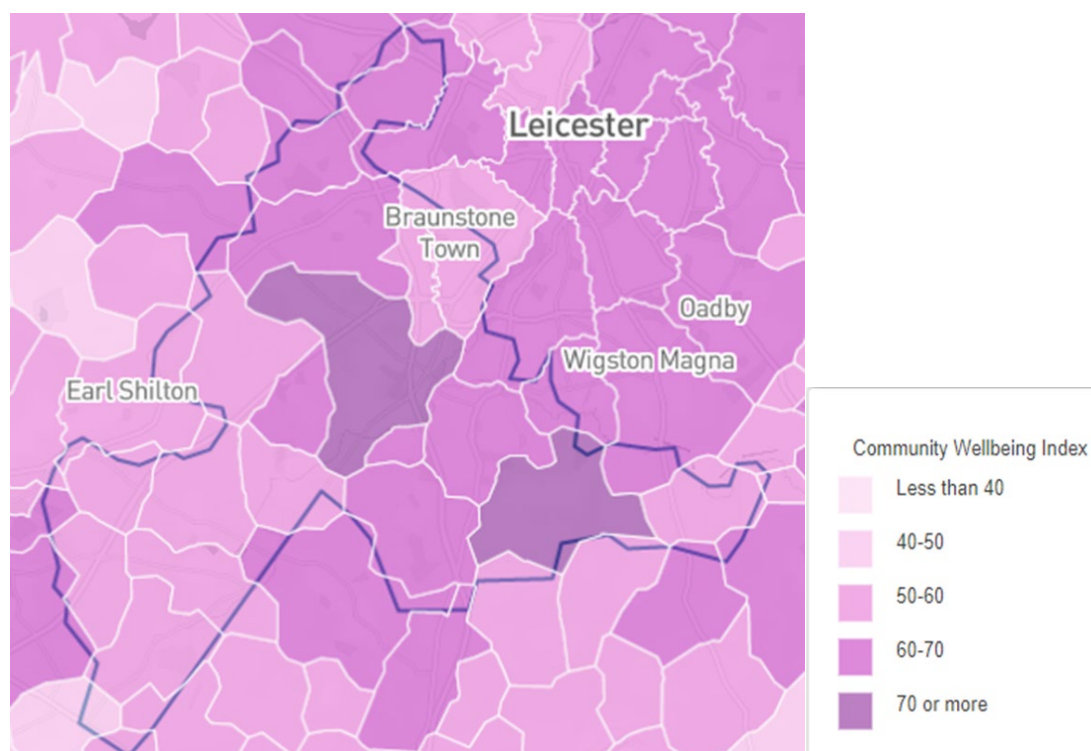 Leicester
Braunstone
Town
Oadby
Wigston Magna
Earl Shilton
Community Wellbeing Index
Less than 40
40-50
50-60
60-70
70 or more